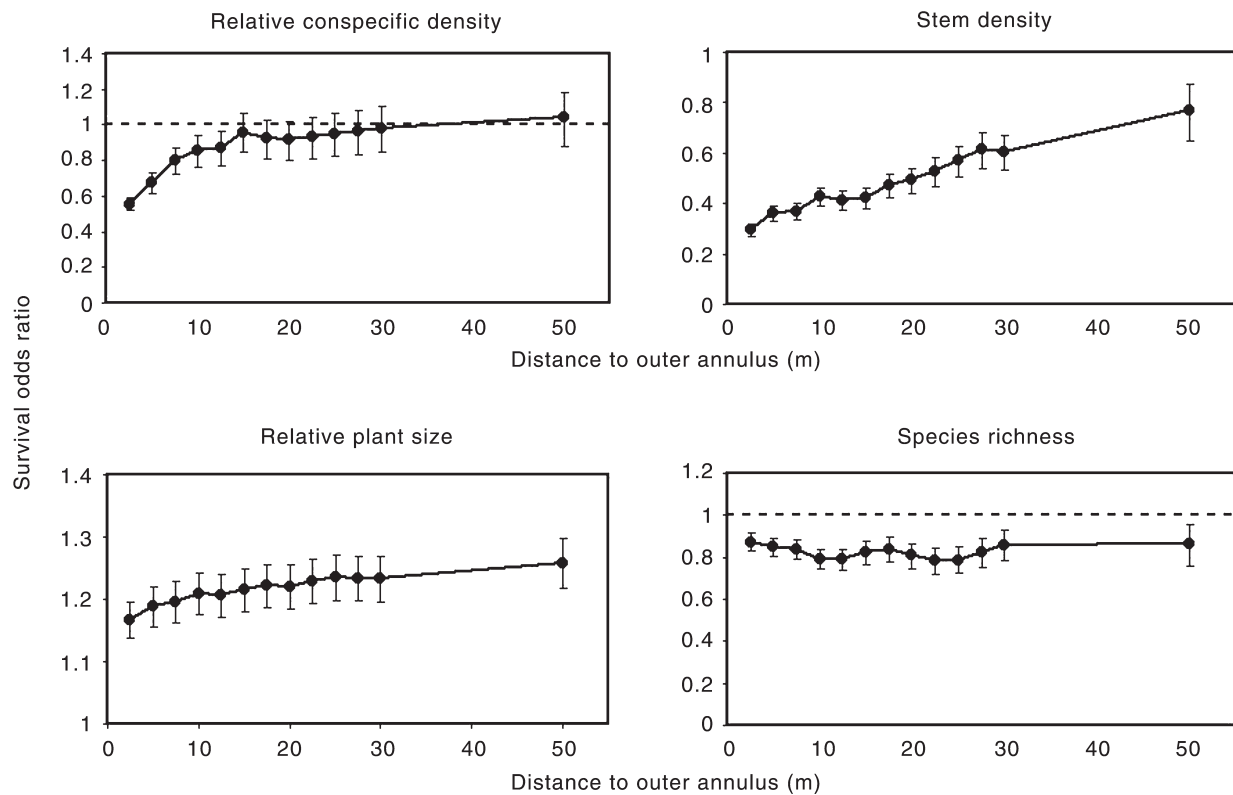 Relative conspecific density
Stem density
1.4
1.2
1
0.8
0.6
0.4
0.2
0
0 10 20 30 50
1
0.8
0.6
0.4
0.2
0
0 10 20 30 50
Distance to outer annulus (m)
Survival odds ratio
Relative plant size
Species richness
1.4
1.3
1.2
1.1
1
0 10 20 30 50
1.2
1
0.8
0.6
0.4
0.2
0
0 10 20 30 50
Distance to outer annulus (m)